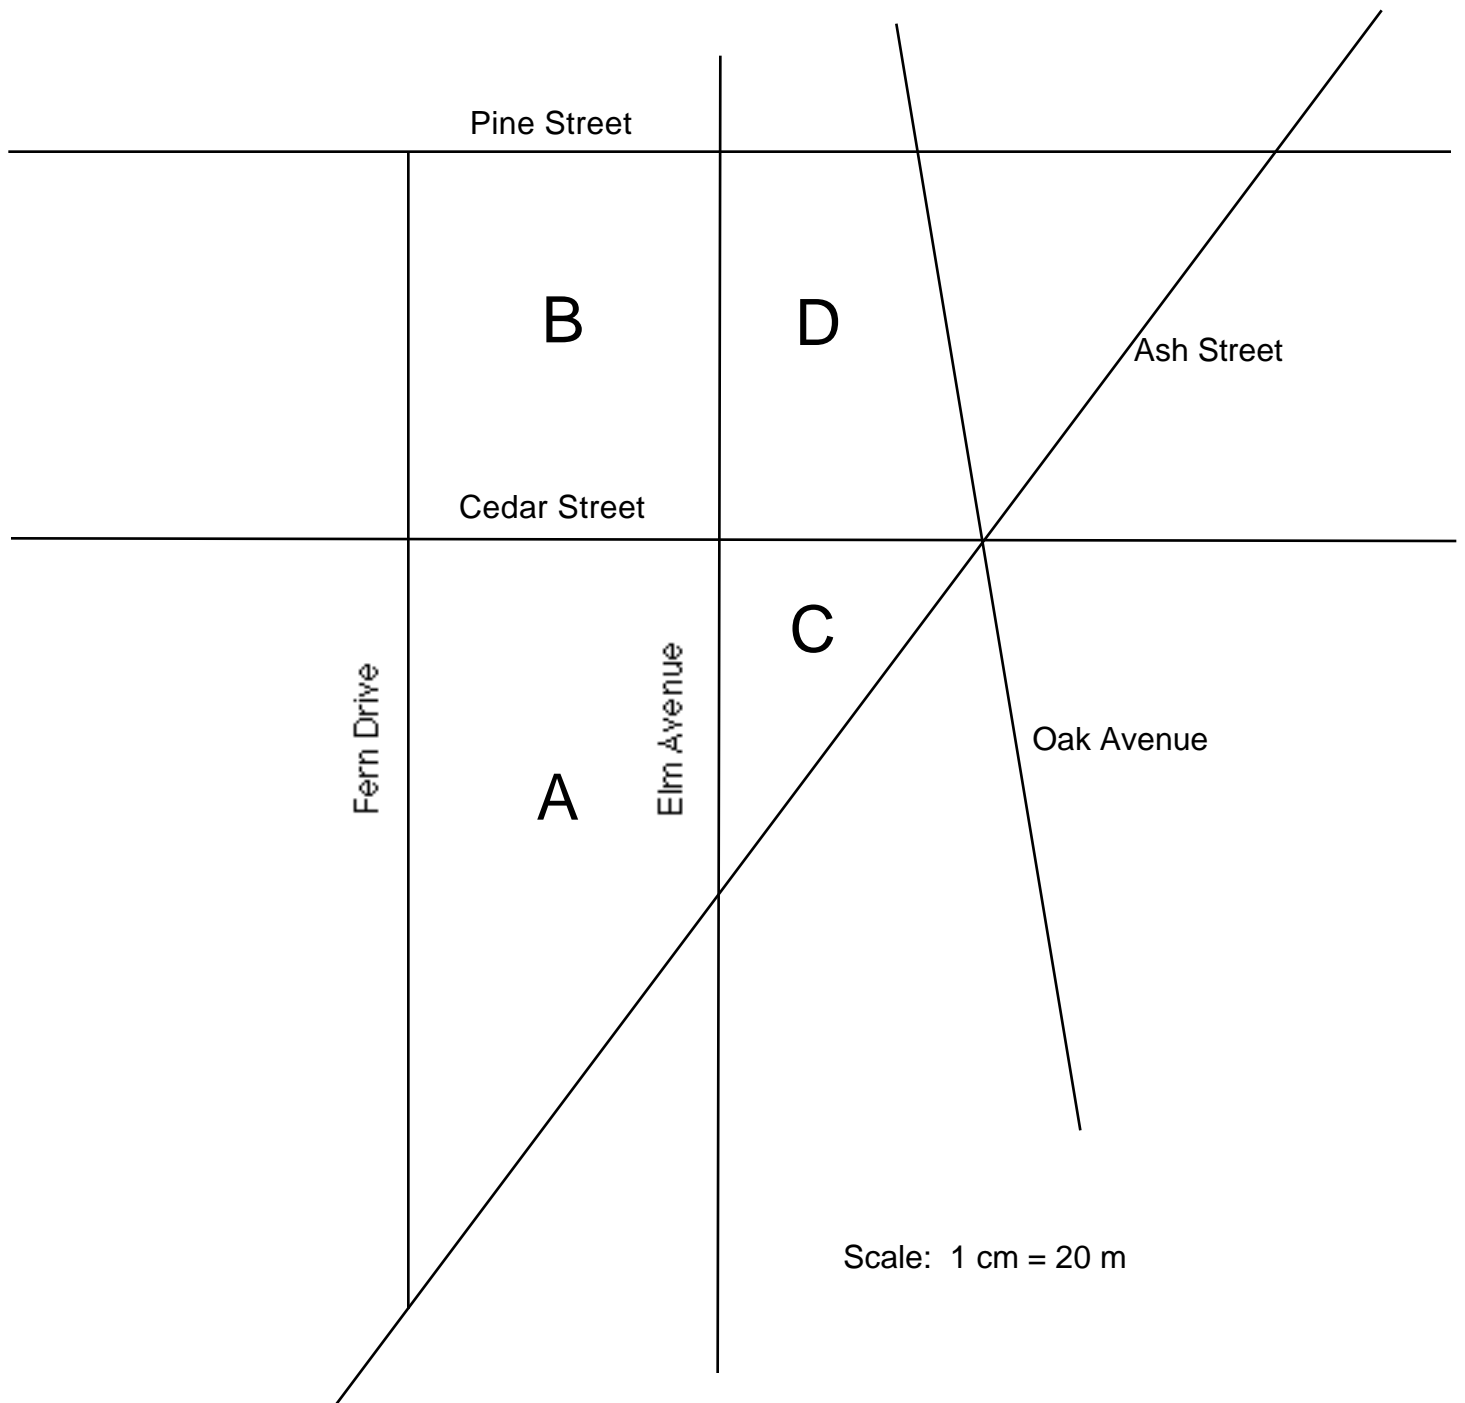 Pine Street
B
D
Ash Street
Cedar Street
C
Fern Drive
Elm Avenue
Oak Avenue
A
Scale:  1 cm = 20 m